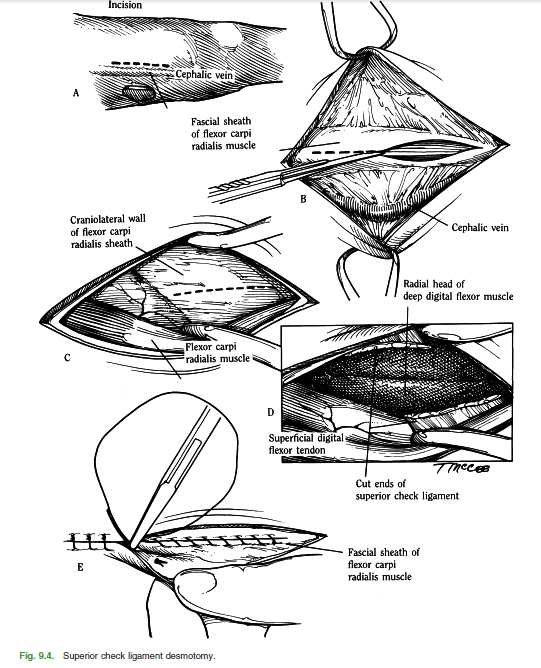 Incision
Cephalic vein
A
Fascial sheath
of flexor carpi
radialis muscle
B
Cephalic vein
Craniolateral wall
of flexor carpi
radialis sheath
Flexor carpi
radialis muscle
C
Radial head of
deep digital flexor muscle
D
Superficial digital
flexor tendon
Cut ends of
superior check ligament
E
Fascial sheath of
flexor carpi
radialis muscle
Fig. 9.4. Superior check ligament desmotomy.